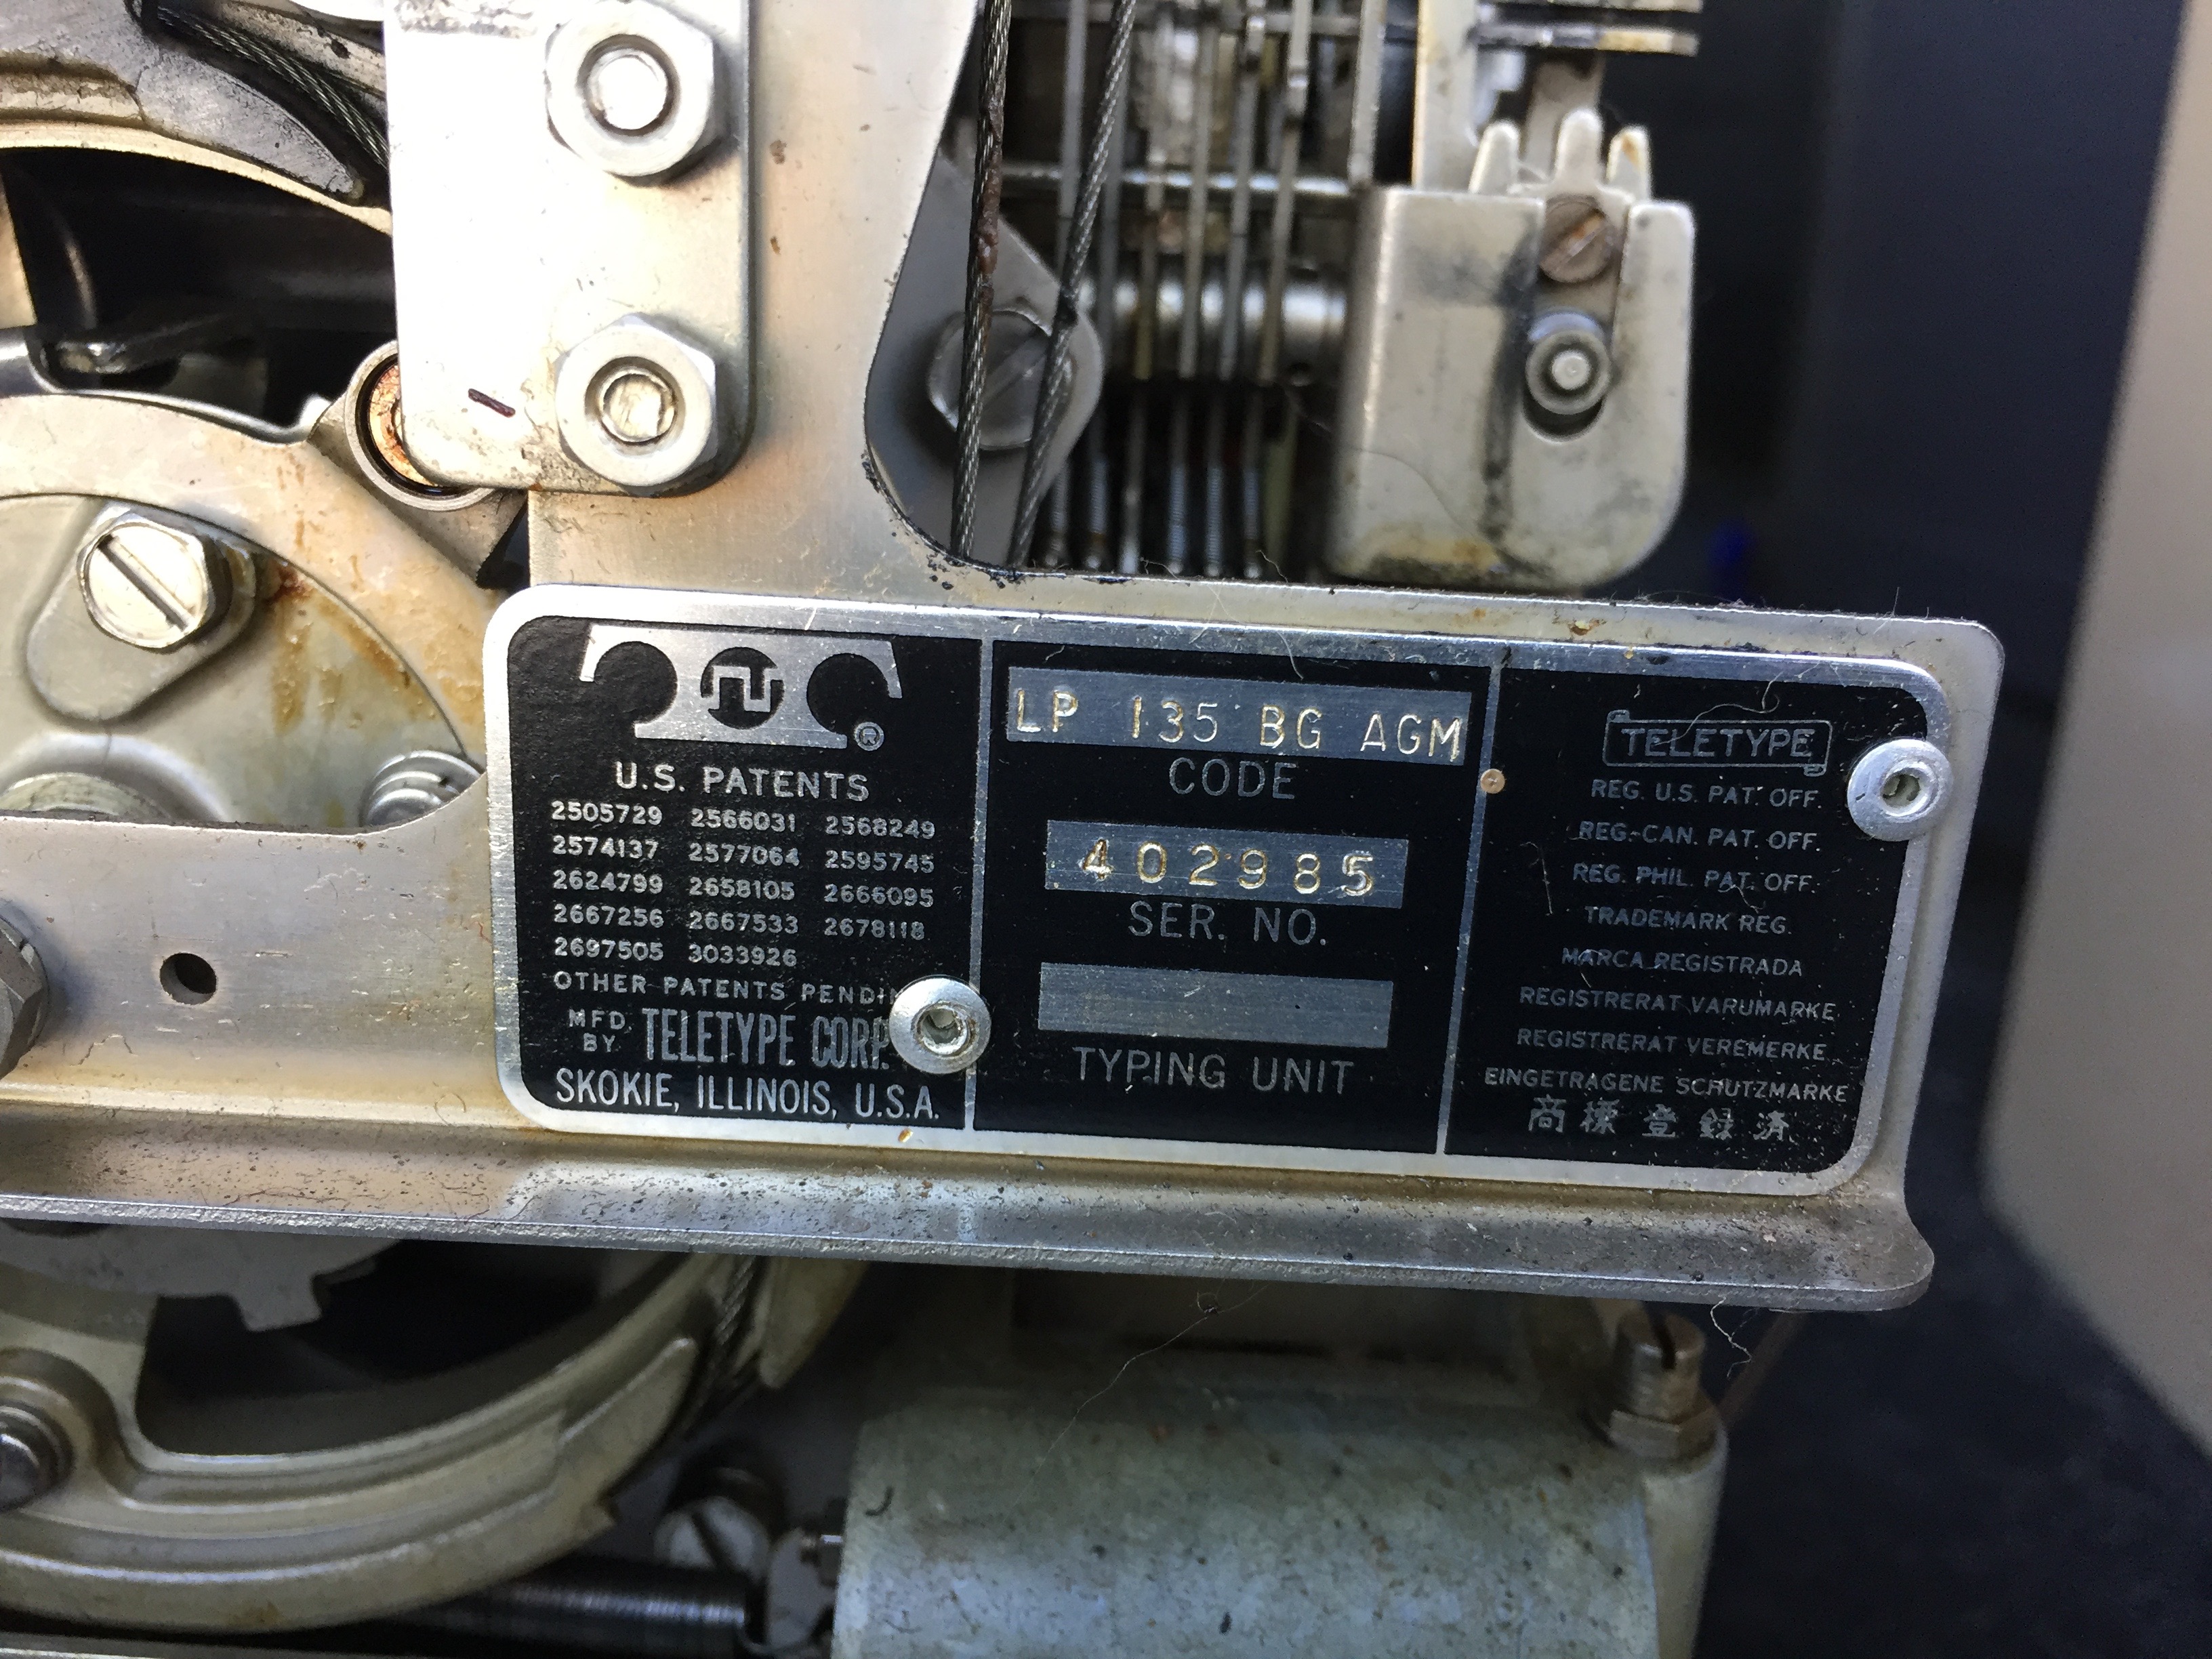 ®
U.S. PATENTS
2505729 2566031 2568249
2574137 2577064 2595745
2624799 2658105 2666095
2667256 2667533 2678118
2697505 3033926
OTHER PATENTS PENDI
MFD. BY TELETYPE CORP.
SKOKIE, ILLINOIS, U.S.A.
LP 135 BG AGM
CODE
402985
SER. NO.
TYPING UNIT
TELETYPE
REG. U.S. PAT. OFF.
REG. CAN. PAT. OFF.
REG. PHIL. PAT. OFF.
TRADEMARK REG.
MARCA REGISTRADA
REGISTRERAT VARUMARKE
REGISTRERAT VEREMERKE
EINGETRAGENE SCHUTZMARKE
商標登録済